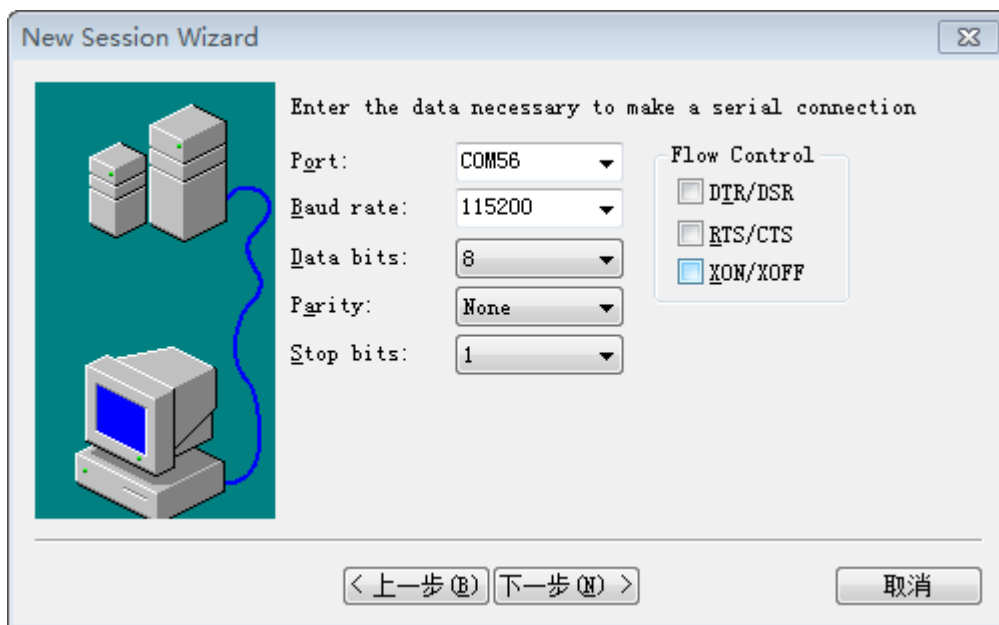 New Session Wizard
Enter the data necessary to make a serial connection
Port: COM56
Baud rate: 115200
Data bits: 8
Parity: None
Stop bits: 1
Flow Control
DTR/DSR
RTS/CTS
XON/XOFF
< 上一步(B) 下一步(N) > 取消